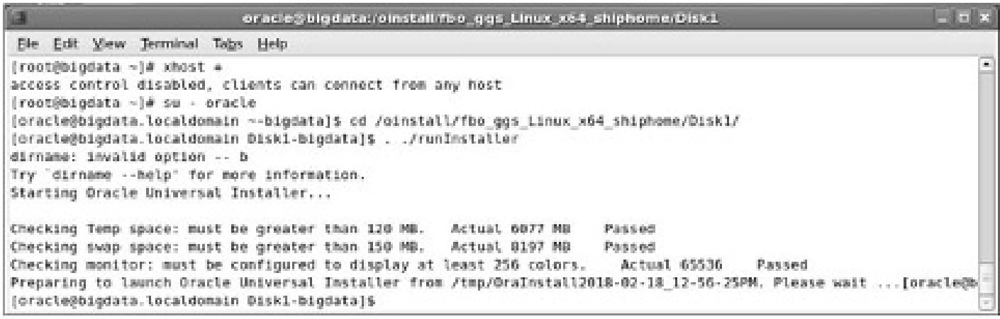 oracle@bigdata:/oinstall/fbo_ggs_Linux_x64_shiphome/Disk1
File Edit View Terminal Tabs Help
[root@bigdata ~]# xhost +
access control disabled, clients can connect from any host
[root@bigdata ~]# su - oracle
[oracle@bigdata.localdomain ~-bigdata]$ cd /oinstall/fbo_ggs_Linux_x64_shiphome/Disk1/
[oracle@bigdata.localdomain Disk1-bigdata]$ . ./runInstaller
dirname: invalid option -- b
Try `dirname --help' for more information.
Starting Oracle Universal Installer...
Checking Temp space: must be greater than 120 MB. Actual 6077 MB Passed
Checking swap space: must be greater than 150 MB. Actual 8197 MB Passed
Checking monitor: must be configured to display at least 256 colors. Actual 65536 Passed
Preparing to launch Oracle Universal Installer from /tmp/OraInstall2018-02-18_12-56-25PM. Please wait ...[oracle@b
[oracle@bigdata.localdomain Disk1-bigdata]$